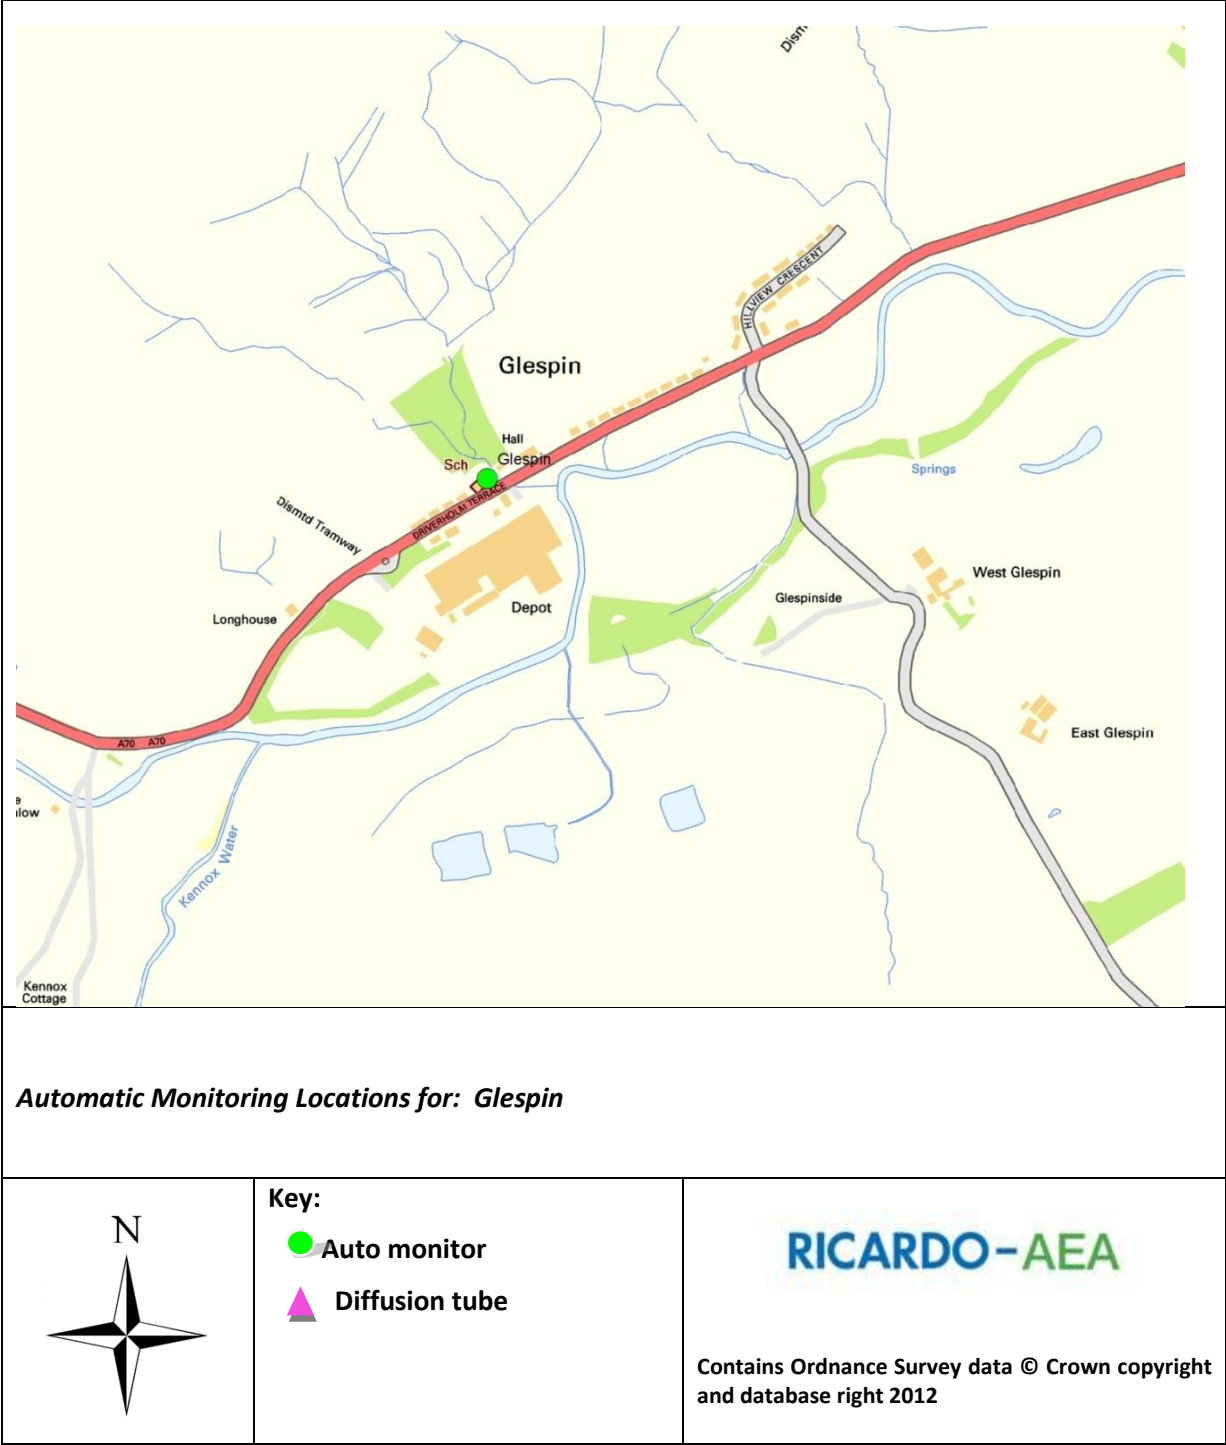 Dism
HILLVIEW CRESCENT
Glespin
Hall
Glespin
Sch
DRIVERHOLM TERRACE
Springs
Dismtd Tramway
West Glespin
Glespinside
Depot
Longhouse
East Glespin
A70 A70
Kennox Water
Kennox
Cottage
Automatic Monitoring Locations for: Glespin
N
Key:
Auto monitor
Diffusion tube
RICARDO-AEA
Contains Ordnance Survey data © Crown copyright
and database right 2012